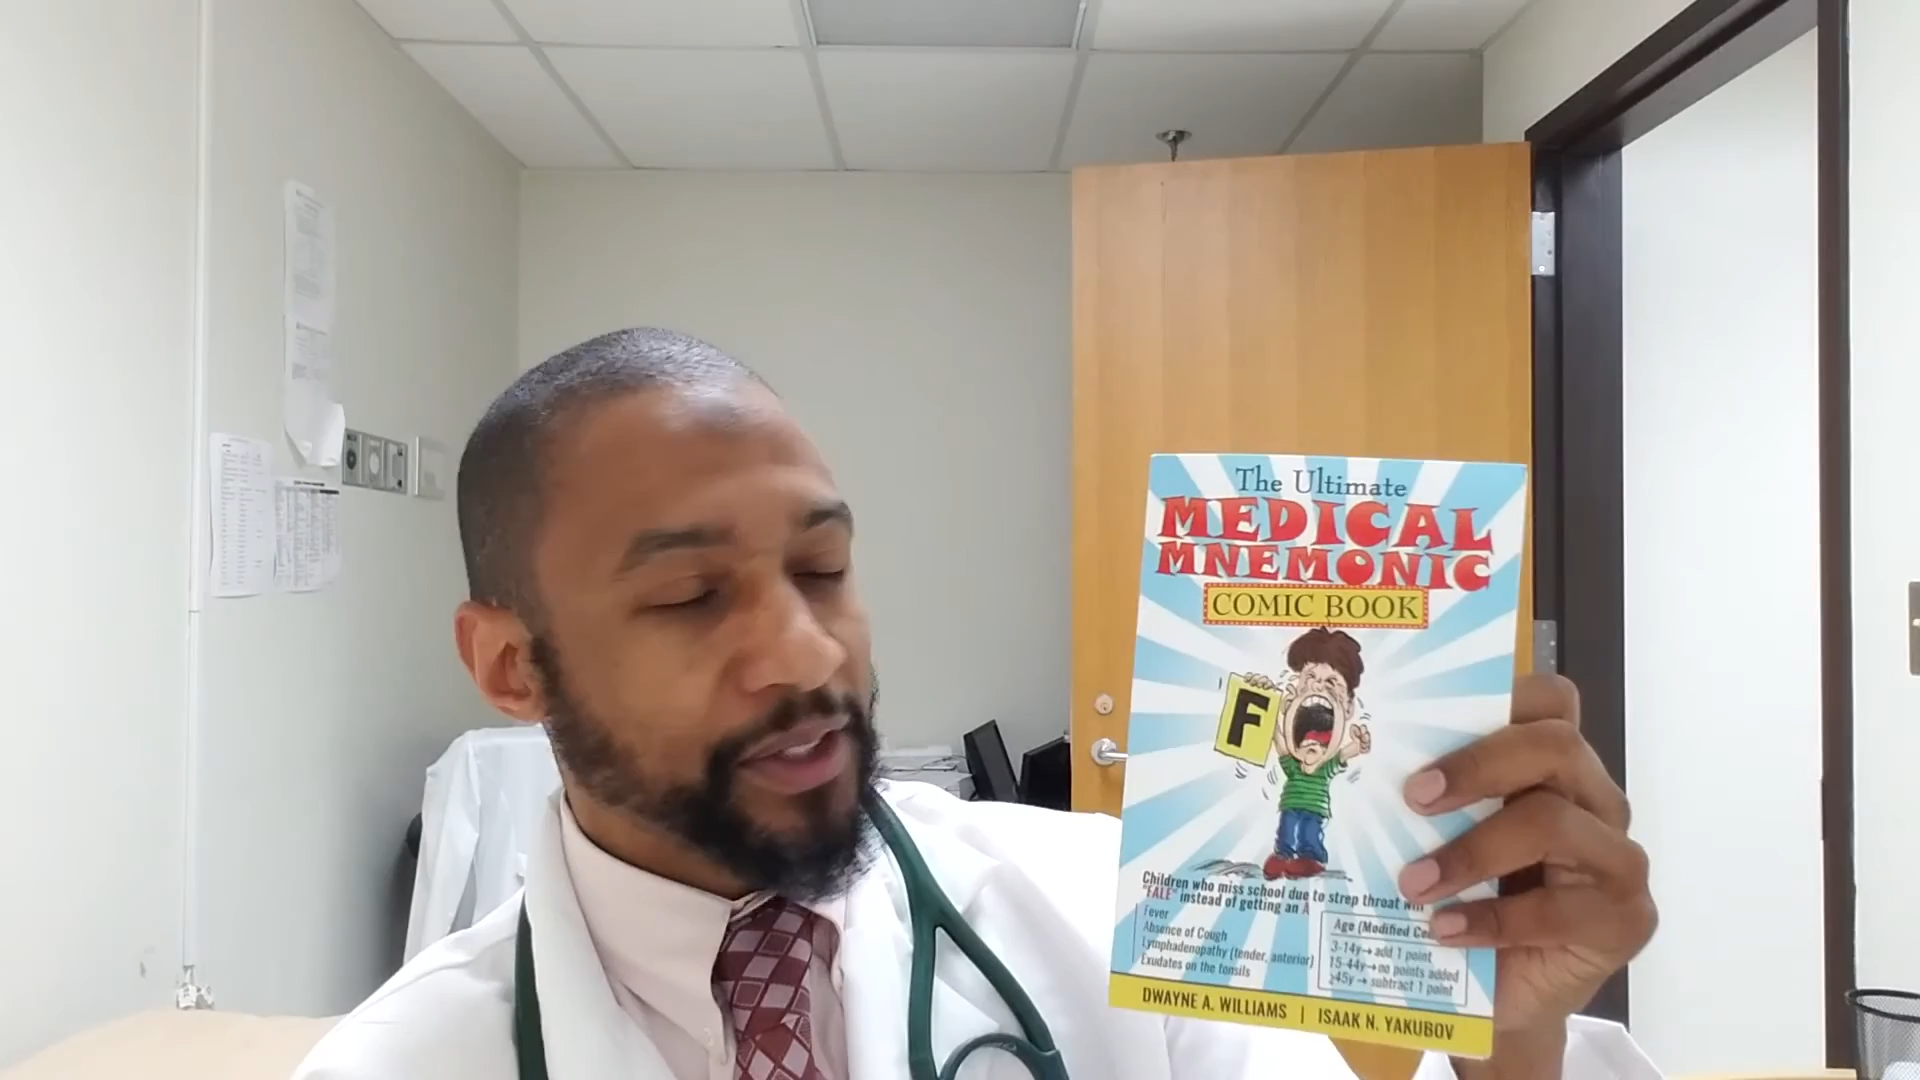 The Ultimate
MEDICAL
MNEMONIC
COMIC BOOK
F
Children who miss school due to strep throat
"FALE" instead of getting an A
Fever
Absence of Cough
Lymphadenopathy (tender, anterior)
Exudates on the tonsils
Age (Modified
3-14y→ add 1 point
15-44y→ no points added
≥45y → subtract 1 point
DWAYNE A. WILLIAMS | ISAAK N. YAKUBOV